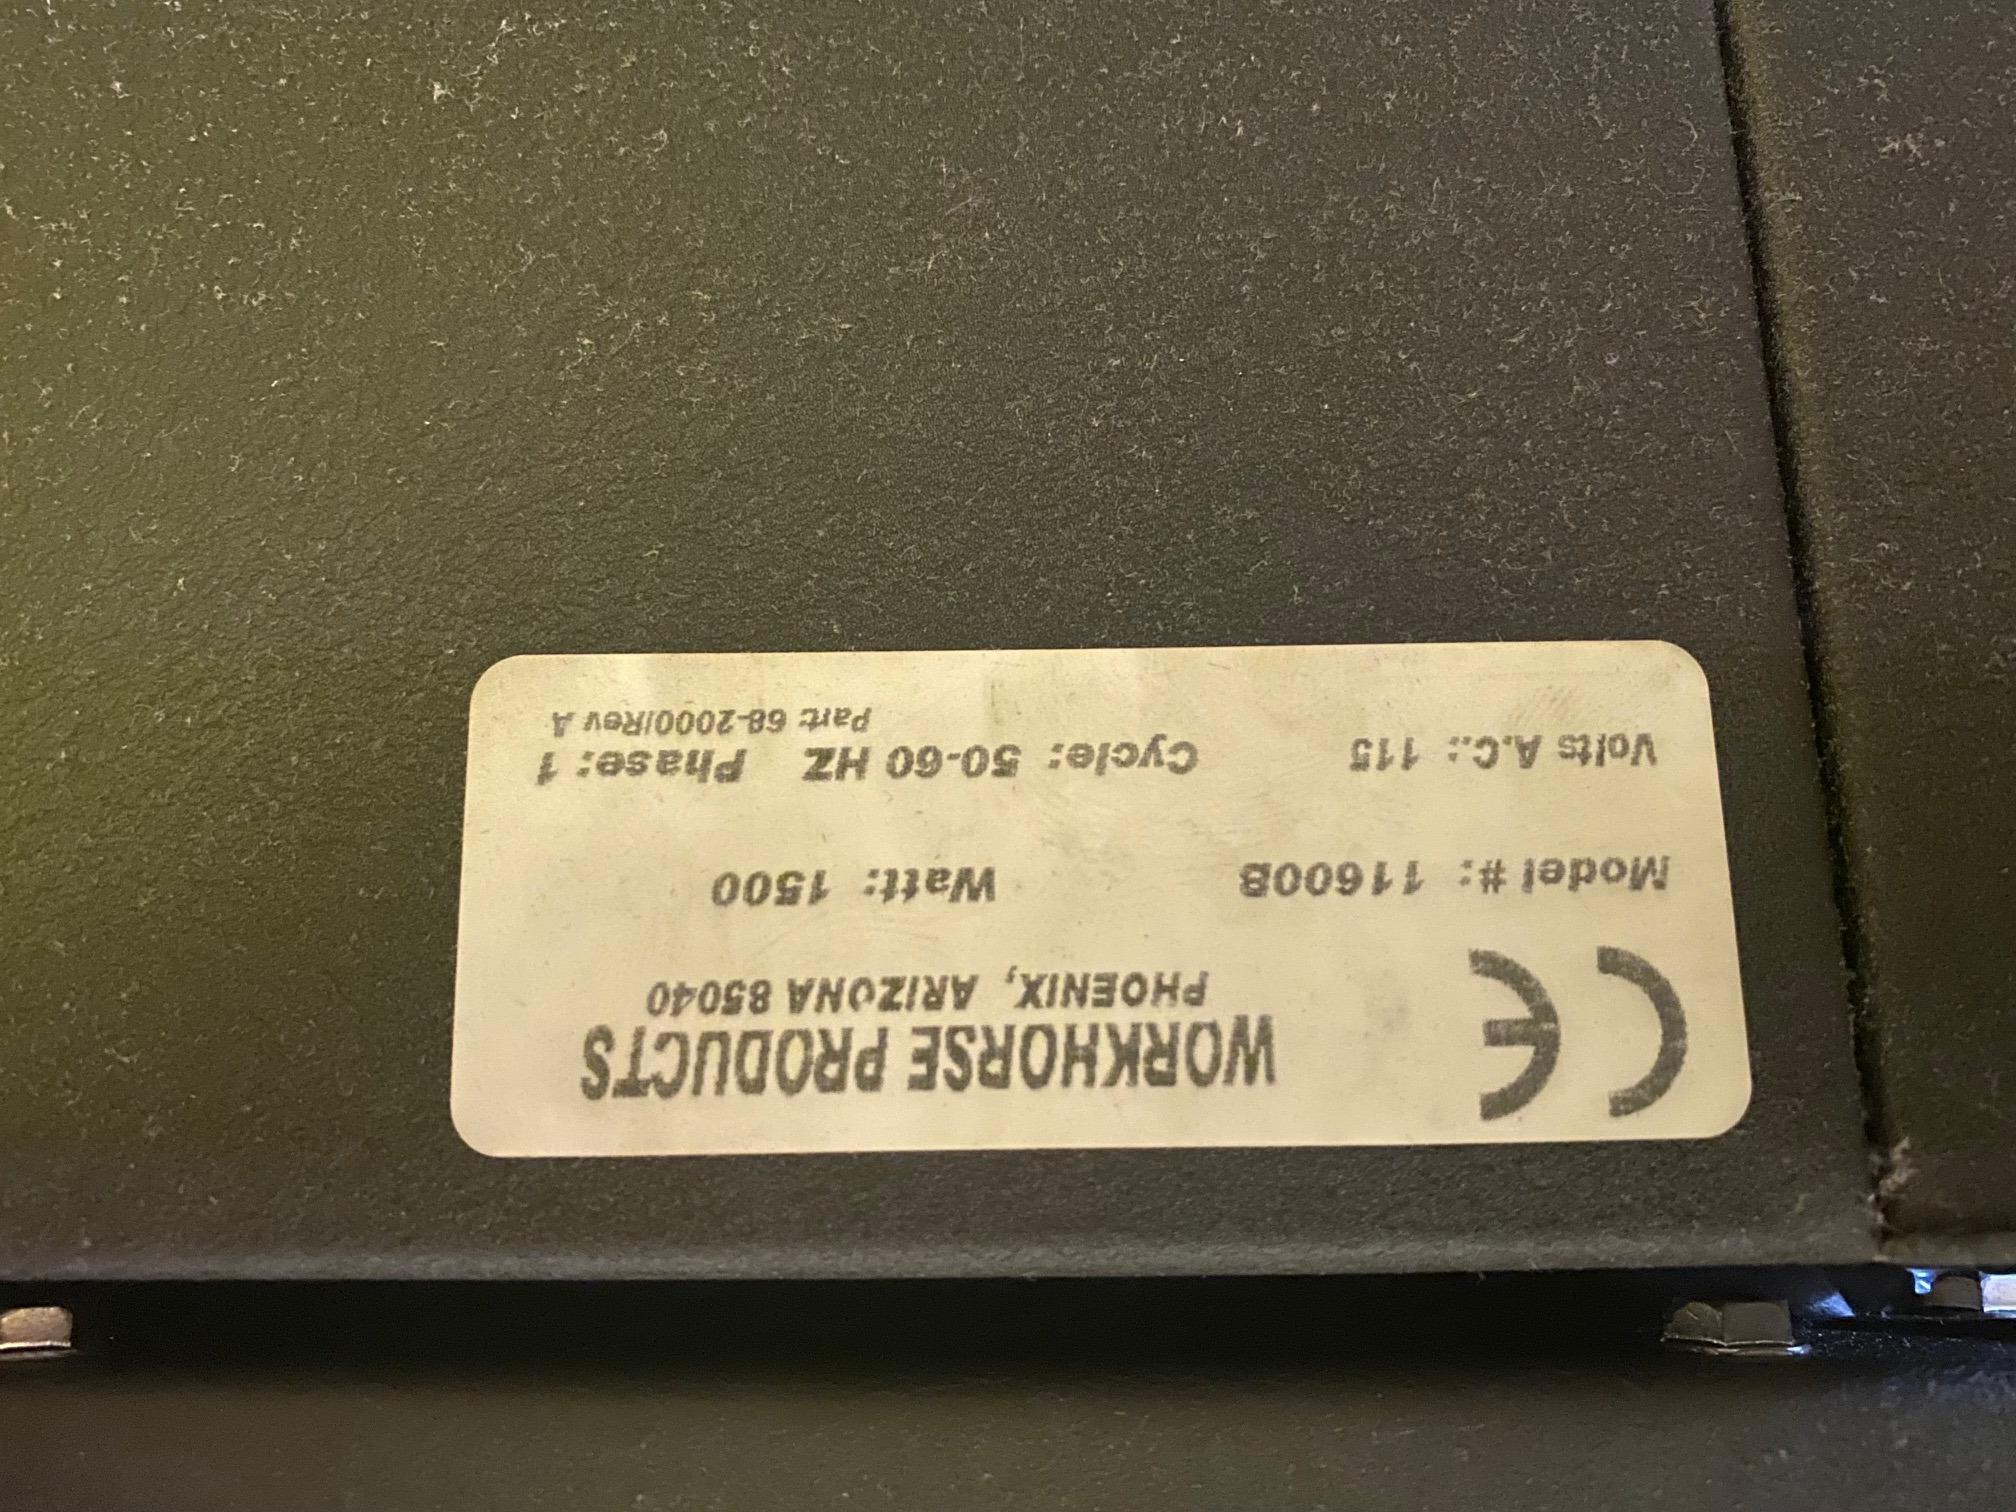 CE
WORKHORSE PRODUCTS
PHOENIX, ARIZONA 85040
Model #: 11600B Watt: 1500
Volts A.C.: 115 Cycle: 50-60 HZ Phase: 1
Part: 68-2000/Rev A